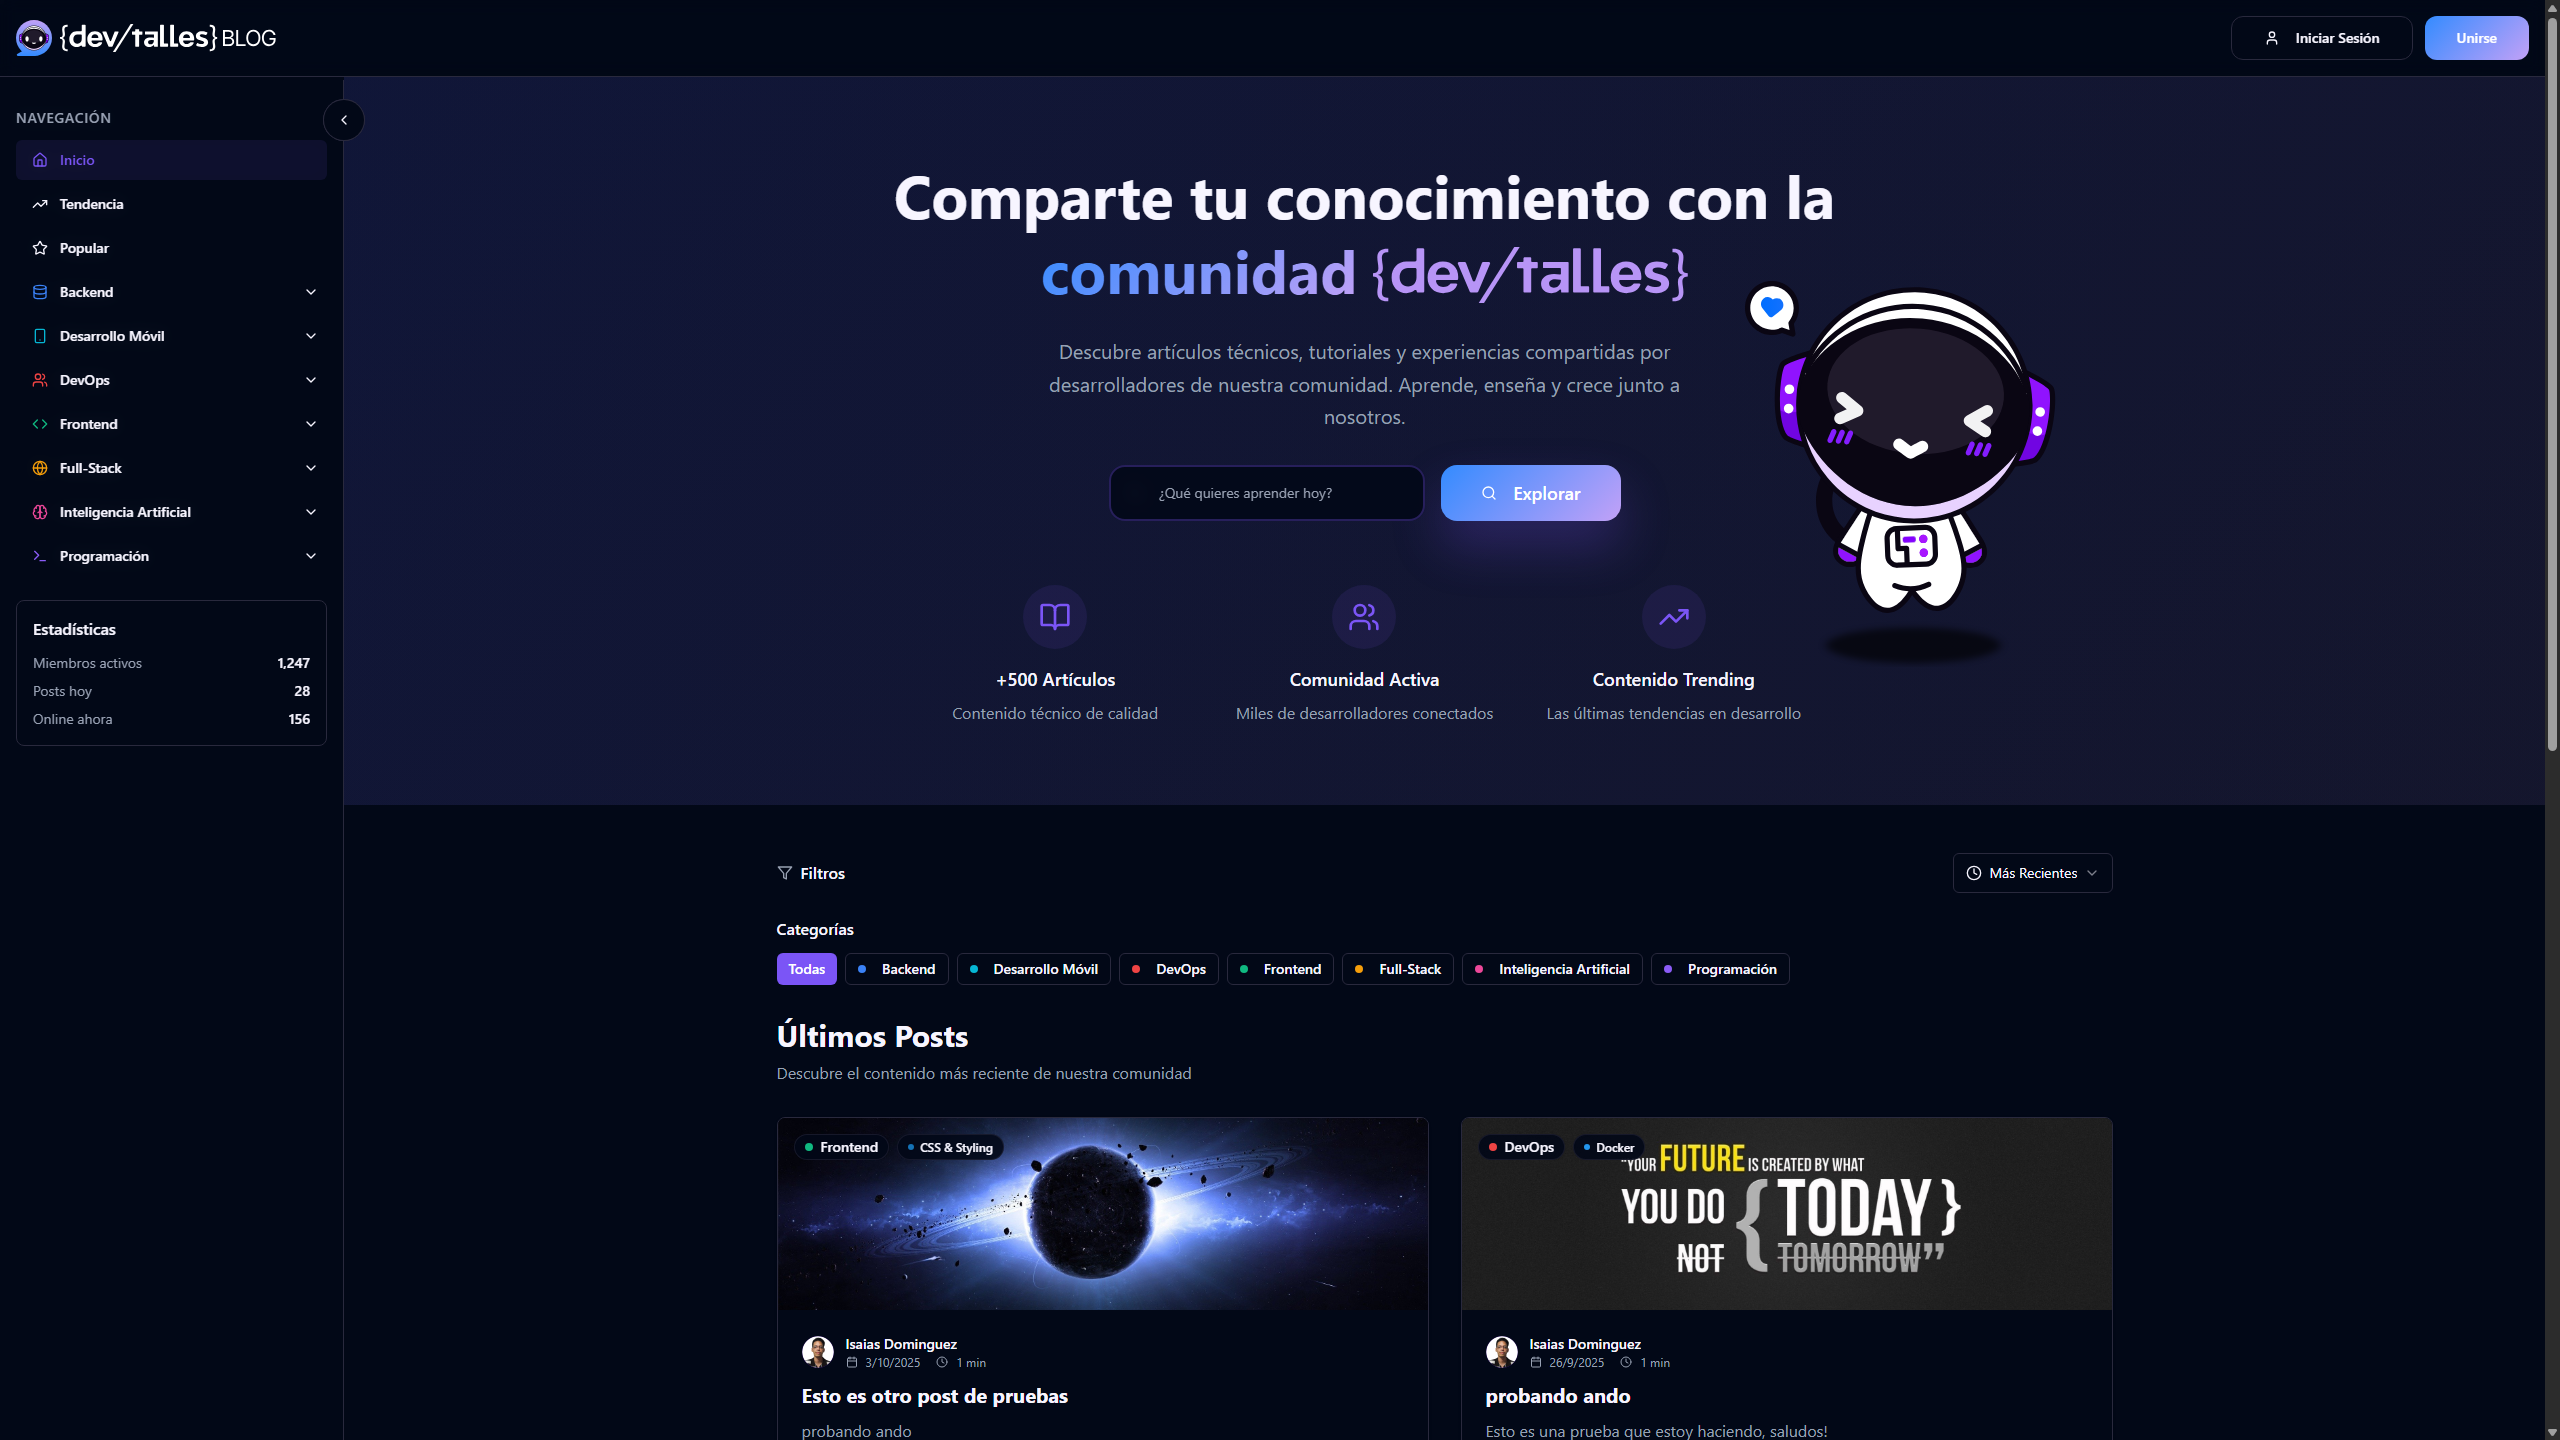 {dev/talles} BLOG
Iniciar Sesión
Unirse
NAVEGACIÓN
Inicio
Tendencia
Popular
Backend
Desarrollo Móvil
DevOps
Frontend
Full-Stack
Inteligencia Artificial
Programación
Estadísticas
Miembros activos 1,247
Posts hoy 28
Online ahora 156
Comparte tu conocimiento con la
comunidad {dev/talles}
Descubre artículos técnicos, tutoriales y experiencias compartidas por
desarrolladores de nuestra comunidad. Aprende, enseña y crece junto a
nosotros.
¿Qué quieres aprender hoy?
Explorar
+500 Artículos
Contenido técnico de calidad
Comunidad Activa
Miles de desarrolladores conectados
Contenido Trending
Las últimas tendencias en desarrollo
Filtros
Más Recientes
Categorías
Todas
Backend
Desarrollo Móvil
DevOps
Frontend
Full-Stack
Inteligencia Artificial
Programación
Últimos Posts
Descubre el contenido más reciente de nuestra comunidad
Frontend
CSS & Styling
Isaias Dominguez
3/10/2025 1 min
Esto es otro post de pruebas
probando ando
DevOps
Docker
"YOUR FUTURE IS CREATED BY WHAT
YOU DO { TODAY }
NOT TOMORROW"
Isaias Dominguez
26/9/2025 1 min
probando ando
Esto es una prueba que estoy haciendo, saludos!